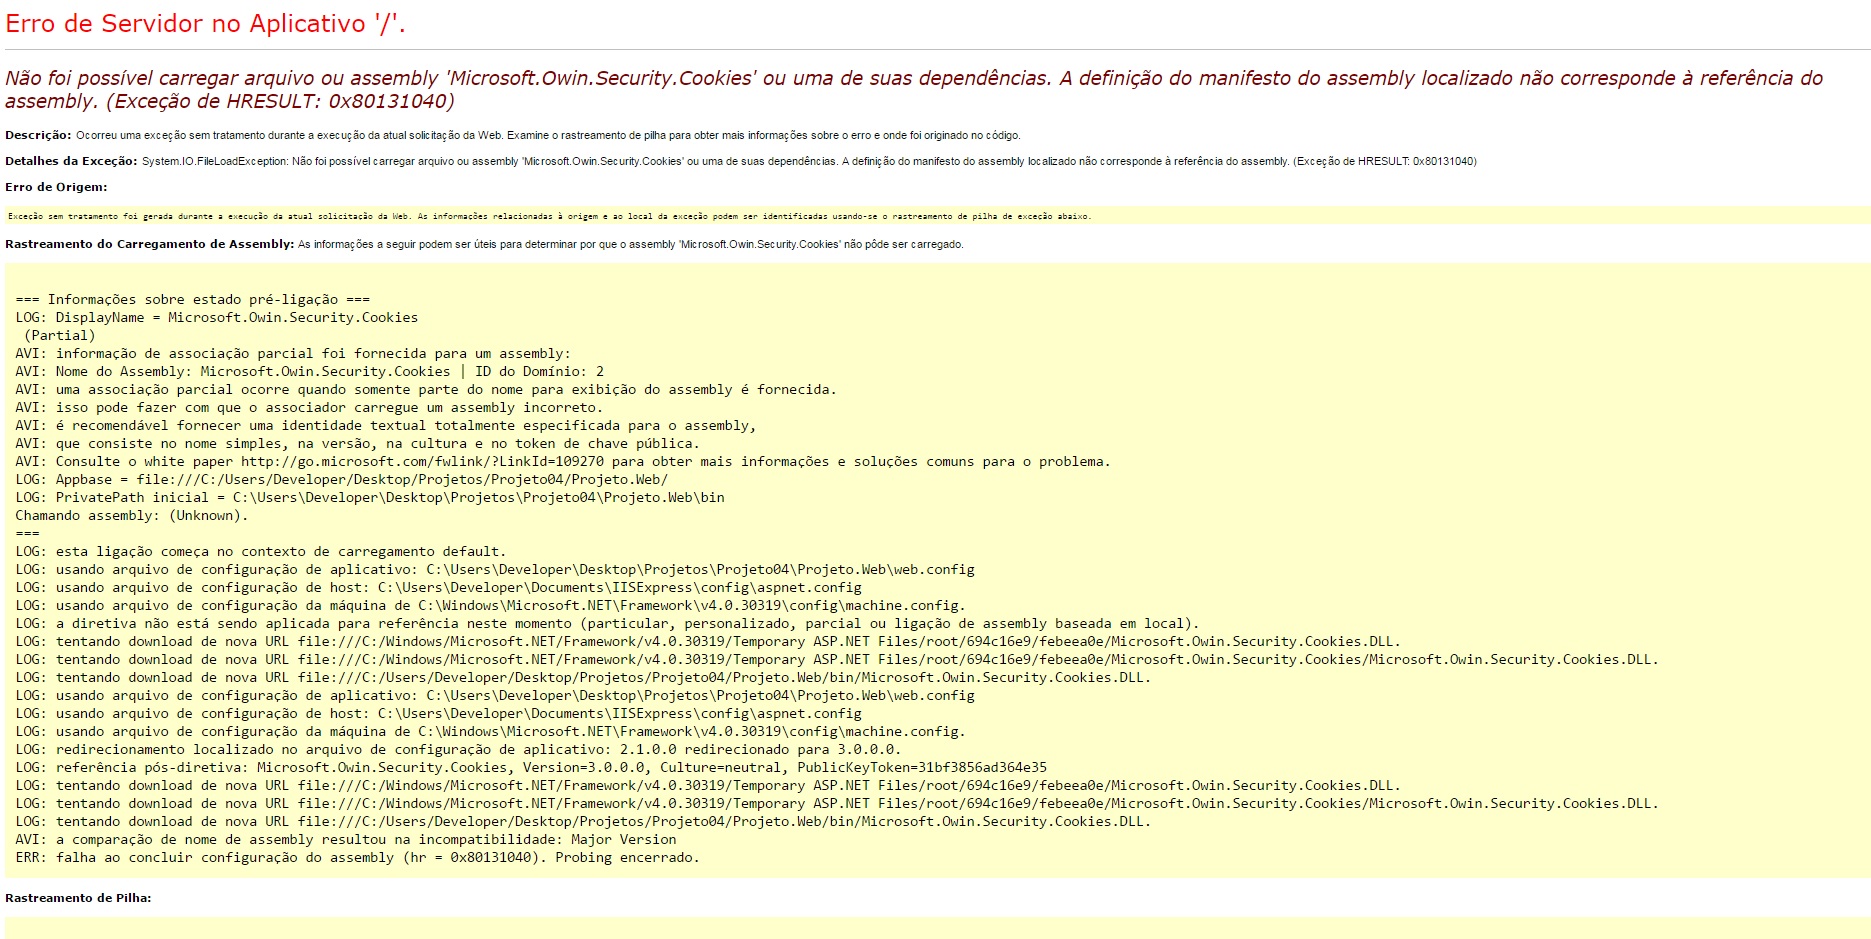 Erro de Servidor no Aplicativo '/'.
Não foi possível carregar arquivo ou assembly 'Microsoft.Owin.Security.Cookies' ou uma de suas dependências. A definição do manifesto do assembly localizado não corresponde à referência do
assembly. (Exceção de HRESULT: 0x80131040)
Descrição: Ocorreu uma exceção sem tratamento durante a execução da atual solicitação da Web. Examine o rastreamento de pilha para obter mais informações sobre o erro e onde foi originado no código.
Detalhes da Exceção: System.IO.FileLoadException: Não foi possível carregar arquivo ou assembly 'Microsoft.Owin.Security.Cookies' ou uma de suas dependências. A definição do manifesto do assembly localizado não corresponde à referência do assembly. (Exceção de HRESULT: 0x80131040)
Erro de Origem:
Exceção sem tratamento foi gerada durante a execução da atual solicitação da Web. As informações relacionadas à origem e ao local da exceção podem ser identificadas usando-se o rastreamento de pilha de exceção abaixo.
Rastreamento do Carregamento de Assembly: As informações a seguir podem ser úteis para determinar por que o assembly 'Microsoft.Owin.Security.Cookies' não pôde ser carregado.
=== Informações sobre estado pré-ligação ===
LOG: DisplayName = Microsoft.Owin.Security.Cookies
(Partial)
AVI: informação de associação parcial foi fornecida para um assembly:
AVI: Nome do Assembly: Microsoft.Owin.Security.Cookies | ID do Domínio: 2
AVI: uma associação parcial ocorre quando somente parte do nome para exibição do assembly é fornecida.
AVI: isso pode fazer com que o associador carregue um assembly incorreto.
AVI: é recomendável fornecer uma identidade textual totalmente especificada para o assembly,
AVI: que consiste no nome simples, na versão, na cultura e no token de chave pública.
AVI: Consulte o white paper http://go.microsoft.com/fwlink/?LinkId=109270 para obter mais informações e soluções comuns para o problema.
LOG: Appbase = file:///C:/Users/Developer/Desktop/Projetos/Projeto04/Projeto.Web/
LOG: PrivatePath inicial = C:\Users\Developer\Desktop\Projetos\Projeto04\Projeto.Web\bin
Chamando assembly: (Unknown).
===
LOG: esta ligação começa no contexto de carregamento default.
LOG: usando arquivo de configuração de aplicativo: C:\Users\Developer\Desktop\Projetos\Projeto04\Projeto.Web\web.config
LOG: usando arquivo de configuração de host: C:\Users\Developer\Documents\IISExpress\config\aspnet.config
LOG: usando arquivo de configuração da máquina de C:\Windows\Microsoft.NET\Framework\v4.0.30319\config\machine.config.
LOG: a diretiva não está sendo aplicada para referência neste momento (particular, personalizado, parcial ou ligação de assembly baseada em local).
LOG: tentando download de nova URL file:///C:/Windows/Microsoft.NET/Framework/v4.0.30319/Temporary ASP.NET Files/root/694c16e9/febeea0e/Microsoft.Owin.Security.Cookies.DLL.
LOG: tentando download de nova URL file:///C:/Windows/Microsoft.NET/Framework/v4.0.30319/Temporary ASP.NET Files/root/694c16e9/febeea0e/Microsoft.Owin.Security.Cookies/Microsoft.Owin.Security.Cookies.DLL.
LOG: tentando download de nova URL file:///C:/Users/Developer/Desktop/Projetos/Projeto04/Projeto.Web/bin/Microsoft.Owin.Security.Cookies.DLL.
LOG: usando arquivo de configuração de aplicativo: C:\Users\Developer\Desktop\Projetos\Projeto04\Projeto.Web\web.config
LOG: usando arquivo de configuração de host: C:\Users\Developer\Documents\IISExpress\config\aspnet.config
LOG: usando arquivo de configuração da máquina de C:\Windows\Microsoft.NET\Framework\v4.0.30319\config\machine.config.
LOG: redirecionamento localizado no arquivo de configuração de aplicativo: 2.1.0.0 redirecionado para 3.0.0.0.
LOG: referência pós-diretiva: Microsoft.Owin.Security.Cookies, Version=3.0.0.0, Culture=neutral, PublicKeyToken=31bf3856ad364e35
LOG: tentando download de nova URL file:///C:/Windows/Microsoft.NET/Framework/v4.0.30319/Temporary ASP.NET Files/root/694c16e9/febeea0e/Microsoft.Owin.Security.Cookies.DLL.
LOG: tentando download de nova URL file:///C:/Windows/Microsoft.NET/Framework/v4.0.30319/Temporary ASP.NET Files/root/694c16e9/febeea0e/Microsoft.Owin.Security.Cookies/Microsoft.Owin.Security.Cookies.DLL.
LOG: tentando download de nova URL file:///C:/Users/Developer/Desktop/Projetos/Projeto04/Projeto.Web/bin/Microsoft.Owin.Security.Cookies.DLL.
AVI: a comparação de nome de assembly resultou na incompatibilidade: Major Version
ERR: falha ao concluir configuração do assembly (hr = 0x80131040). Probing encerrado.
Rastreamento de Pilha: